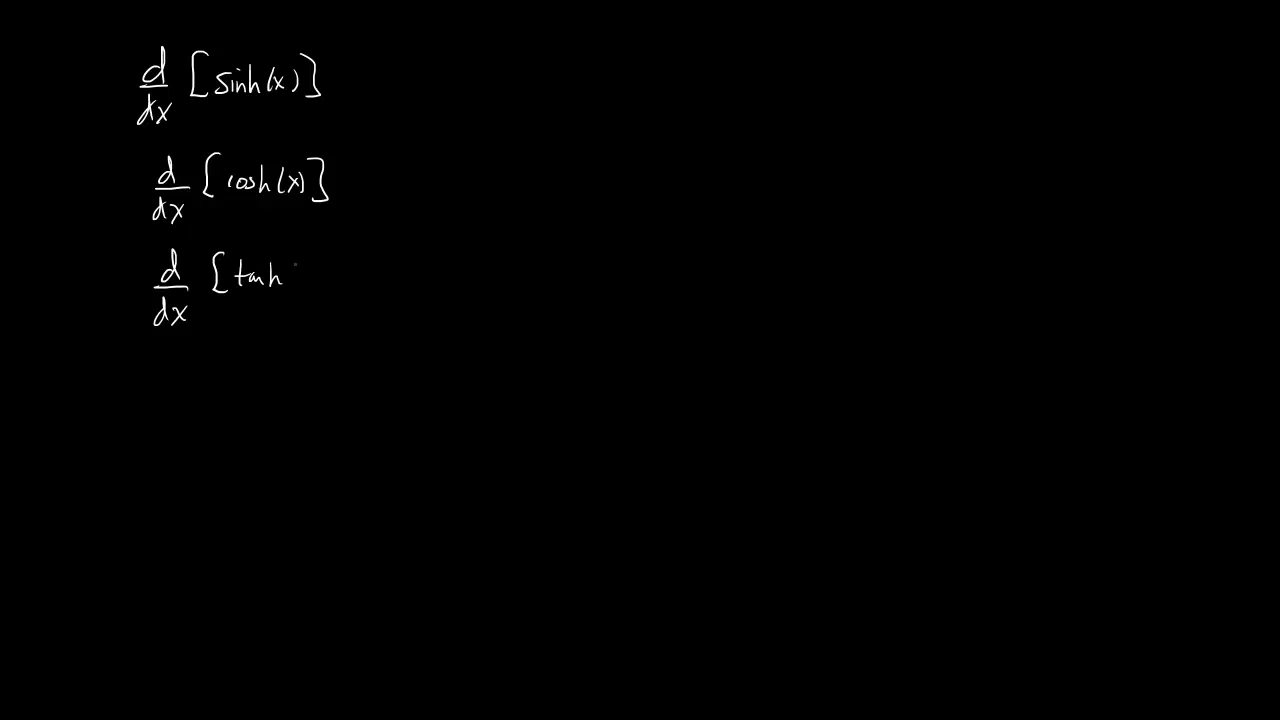 d/dx [sinh(x)]
d/dx [cosh(x)]
d/dx [tanh